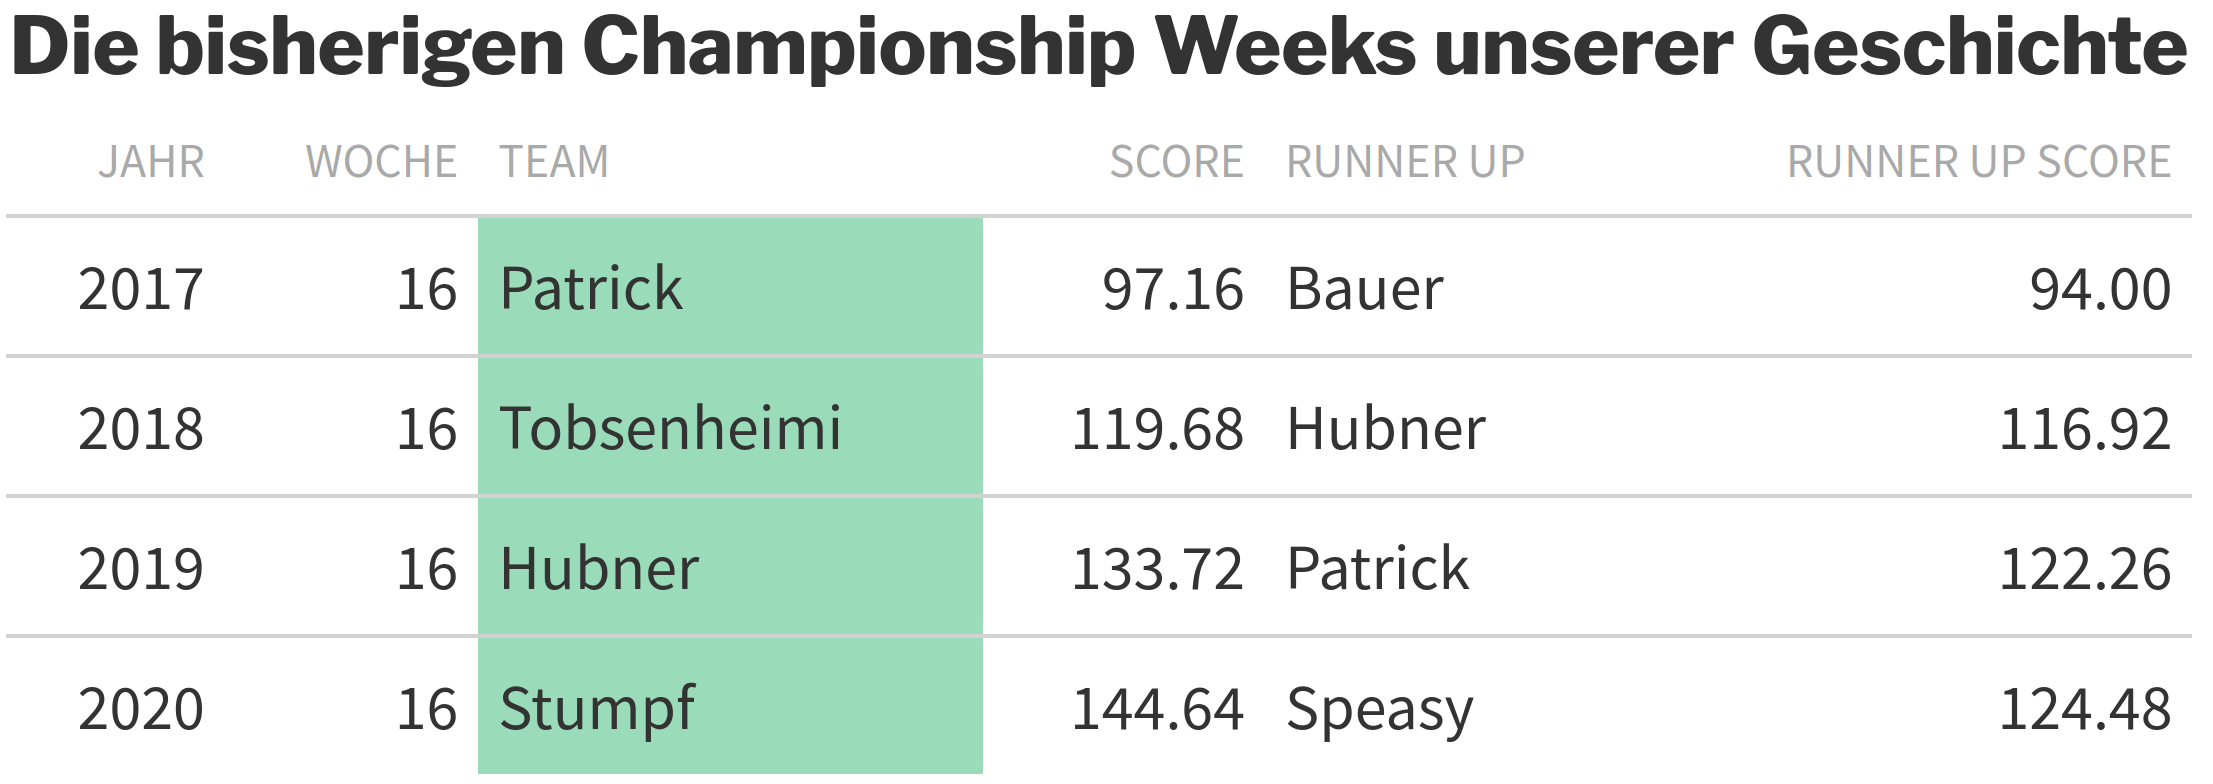 Die bisherigen Championship Weeks unserer Geschichte
JAHR WOCHE TEAM SCORE RUNNER UP RUNNER UP SCORE
2017 16 Patrick 97.16 Bauer 94.00
2018 16 Tobsenheimi 119.68 Hubner 116.92
2019 16 Hubner 133.72 Patrick 122.26
2020 16 Stumpf 144.64 Speasy 124.48